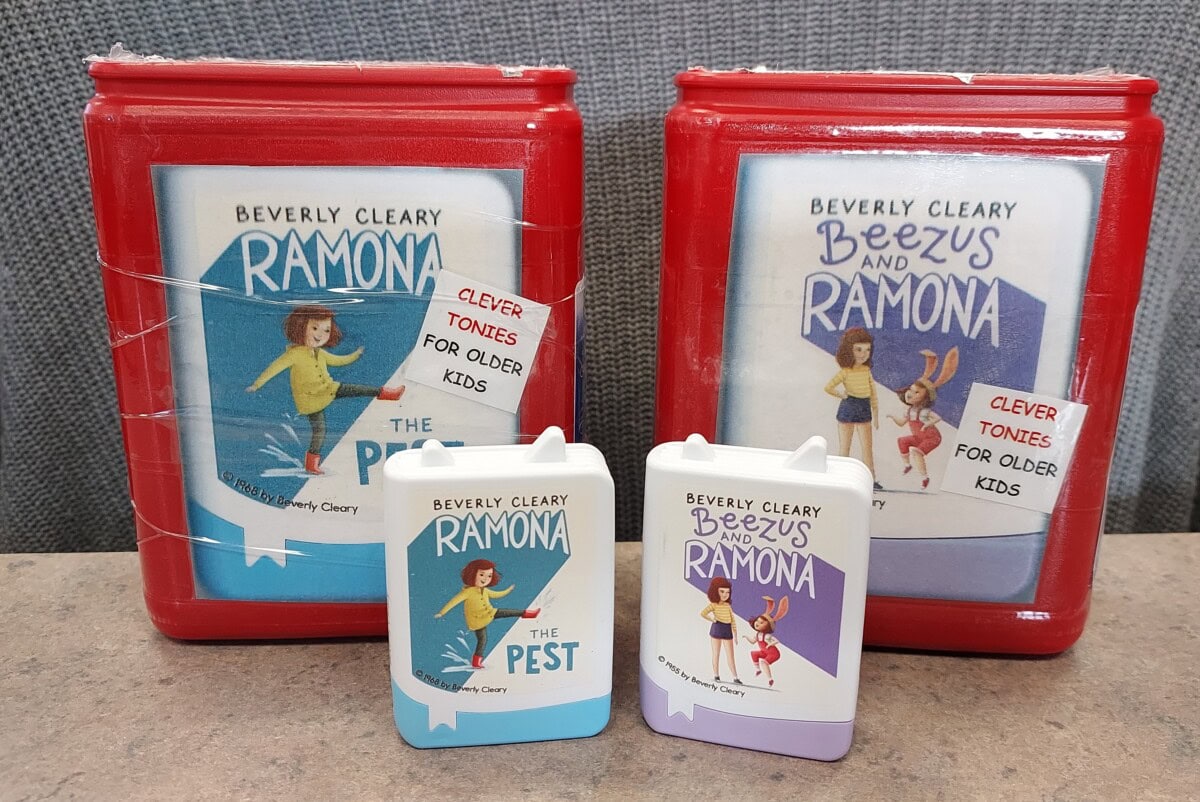 BEVERLY CLEARY
RAMONA
THE
PEST
© 1968 by Beverly Cleary
CLEVER
TONIES
FOR OLDER
KIDS
BEVERLY CLEARY
Beezus
AND
RAMONA
CLEVER
TONIES
FOR OLDER
KIDS
BEVERLY CLEARY
RAMONA
THE
PEST
© 1968 by Beverly Cleary
BEVERLY CLEARY
Beezus
AND
RAMONA
© 1955 by Beverly Cleary